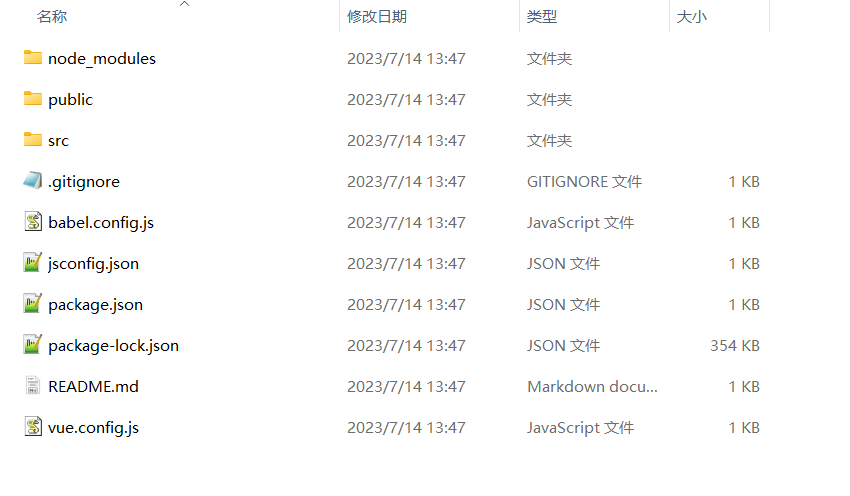 名称 修改日期 类型 大小
node_modules 2023/7/14 13:47 文件夹
public 2023/7/14 13:47 文件夹
src 2023/7/14 13:47 文件夹
.gitignore 2023/7/14 13:47 GITIGNORE 文件 1 KB
babel.config.js 2023/7/14 13:47 JavaScript 文件 1 KB
jsconfig.json 2023/7/14 13:47 JSON 文件 1 KB
package.json 2023/7/14 13:47 JSON 文件 1 KB
package-lock.json 2023/7/14 13:47 JSON 文件 354 KB
README.md 2023/7/14 13:47 Markdown docu... 1 KB
vue.config.js 2023/7/14 13:47 JavaScript 文件 1 KB